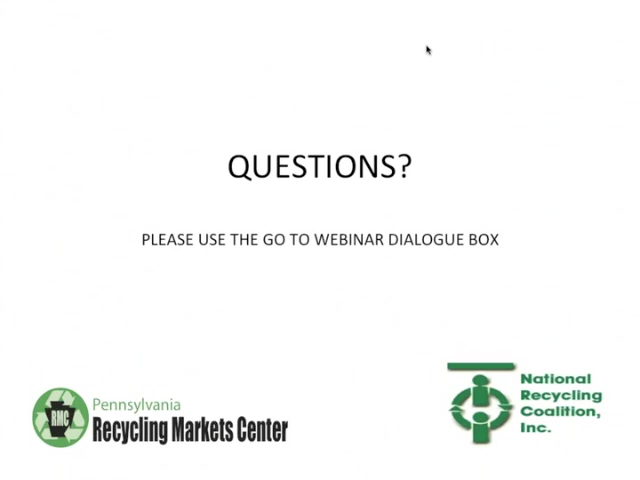 QUESTIONS?
PLEASE USE THE GO TO WEBINAR DIALOGUE BOX
RMC
Pennsylvania
Recycling Markets Center
National
Recycling
Coalition,
Inc.